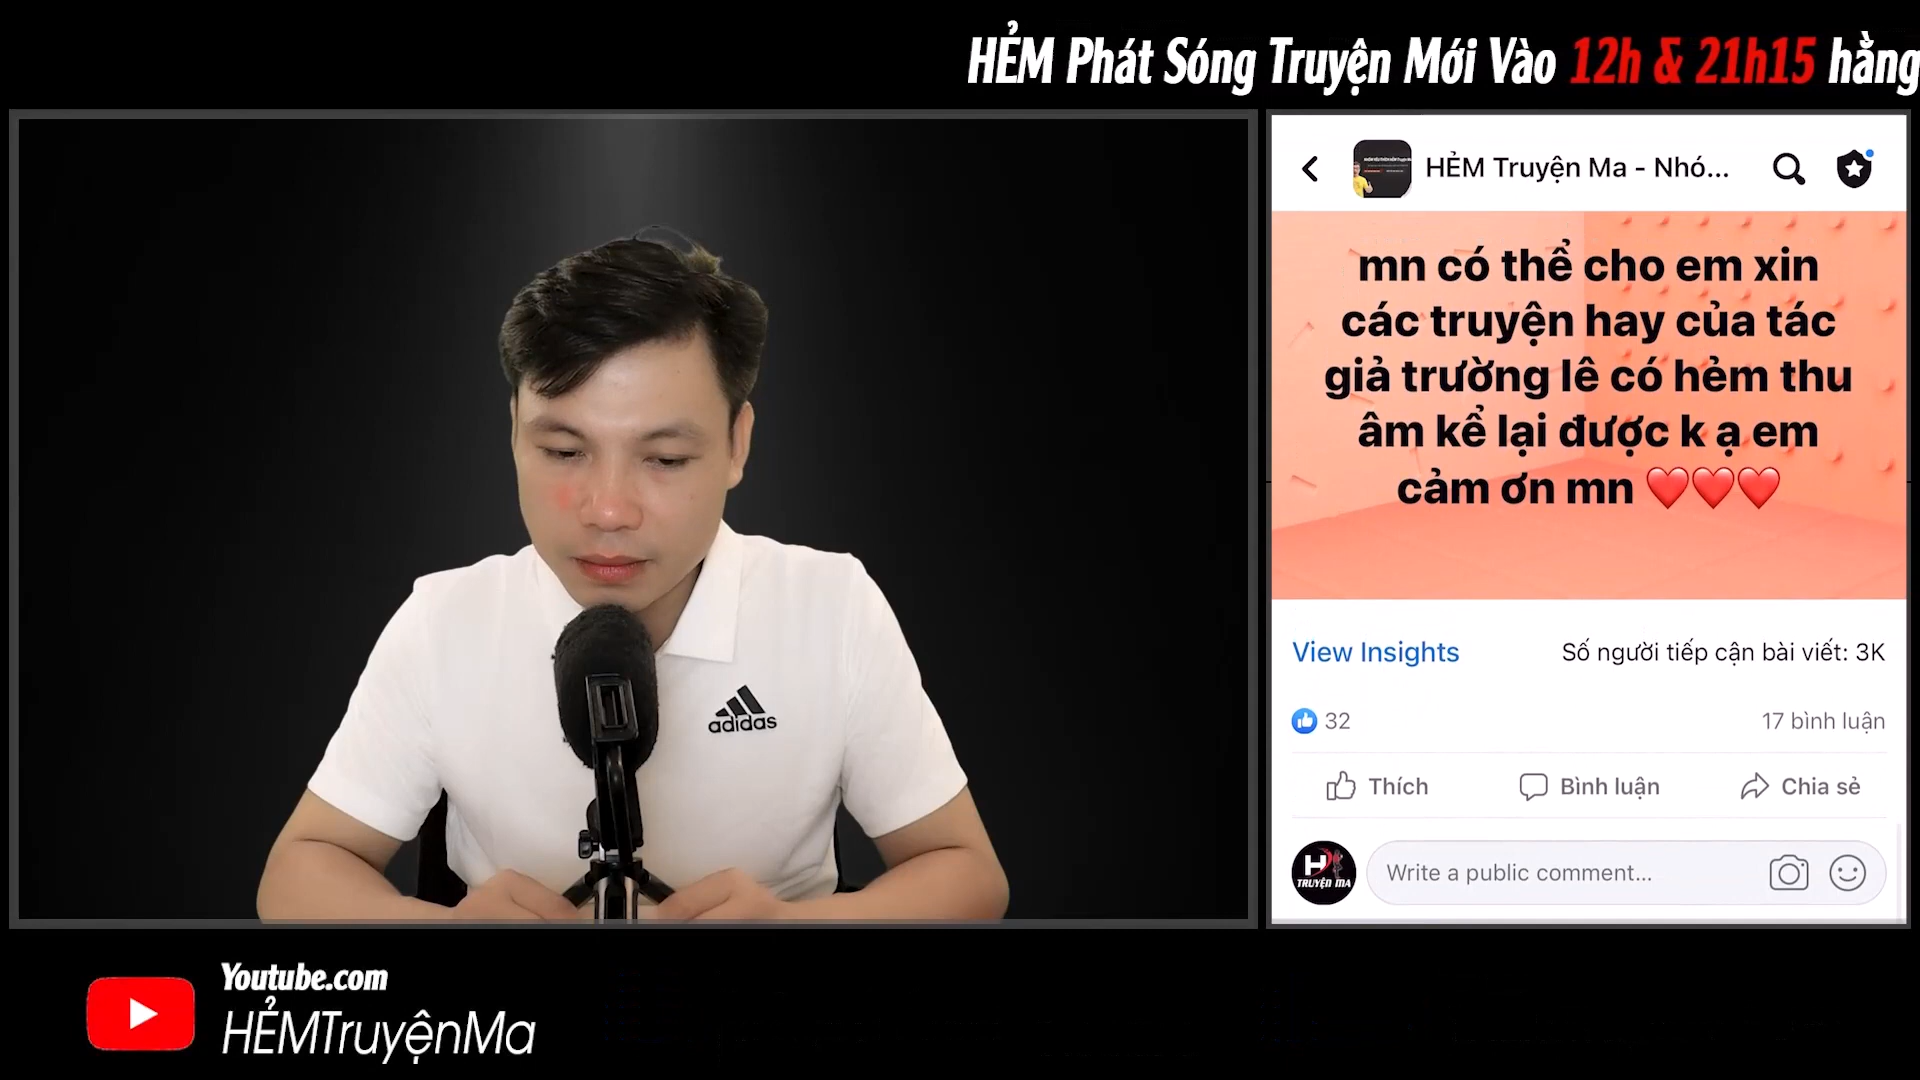 HẺM Phát Sóng Truyện Mới Vào 12h & 21h15 hằng
HẺM Truyện Ma - Nhó...
mn có thể cho em xin
các truyện hay của tác
giả trường lê có hẻm thu
âm kể lại được k ạ em
cảm ơn mn ❤️❤️❤️
View Insights
Số người tiếp cận bài viết: 3K
32
17 bình luận
Thích
Bình luận
Chia sẻ
H
TRUYỆN MA
Write a public comment...
adidas
Youtube.com
HẺMTruyệnMa